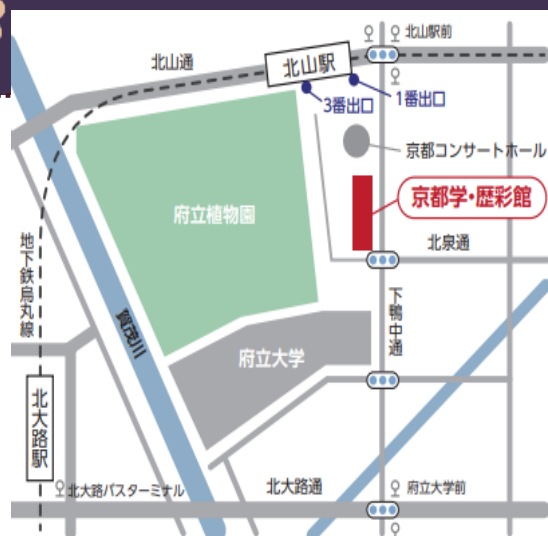 北山駅前
北山通
北山駅
3番出口
1番出口
京都コンサートホール
京都学・歴彩館
府立植物園
北泉通
地下鉄烏丸線
賀茂川
下鴨中通
府立大学
北大路駅
北大路バスターミナル
北大路通
府立大学前